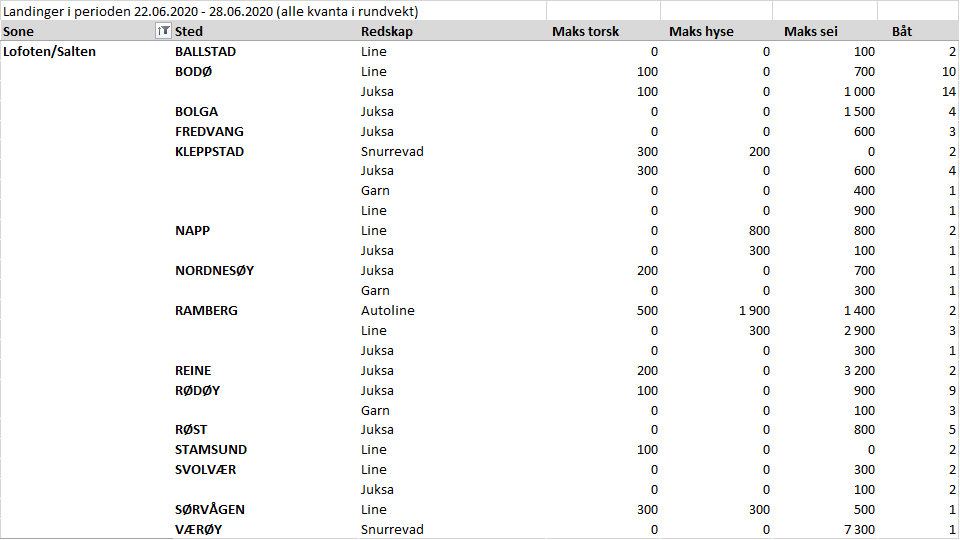 Landinger i perioden 22.06.2020 - 28.06.2020 (alle kvanta i rundvekt)
Sone Sted Redskap Maks torsk Maks hyse Maks sei Båt
Lofoten/Salten BALLSTAD Line 0 0 100 2
BODØ Line 100 0 700 10
Juksa 100 0 1 000 14
BOLGA Juksa 0 0 1 500 4
FREDVANG Juksa 0 0 600 3
KLEPPSTAD Snurrevad 300 200 0 2
Juksa 300 0 600 4
Garn 0 0 400 1
Line 0 0 900 1
NAPP Line 0 800 800 2
Juksa 0 300 100 1
NORDNESØY Juksa 200 0 700 1
Garn 0 0 300 1
RAMBERG Autoline 500 1 900 1 400 2
Line 0 300 2 900 3
Juksa 0 0 300 1
REINE Juksa 200 0 3 200 2
RØDØY Juksa 100 0 900 9
Garn 0 0 100 3
RØST Juksa 0 0 800 5
STAMSUND Line 100 0 0 2
SVOLVÆR Line 0 0 300 2
Juksa 0 0 100 2
SØRVÅGEN Line 300 300 500 1
VÆRØY Snurrevad 0 0 7 300 1